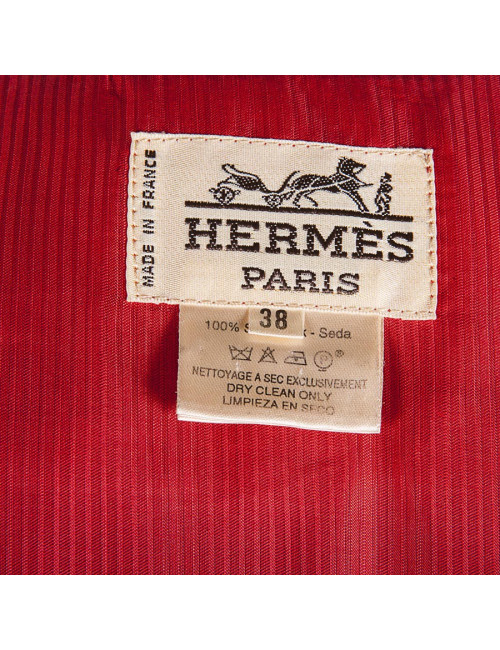 MADE IN FRANCE
HERMÈS
PARIS
38
100% - Seda
NETTOYAGE A SEC EXCLUSIVEMENT
DRY CLEAN ONLY
LIMPIEZA EN SECO